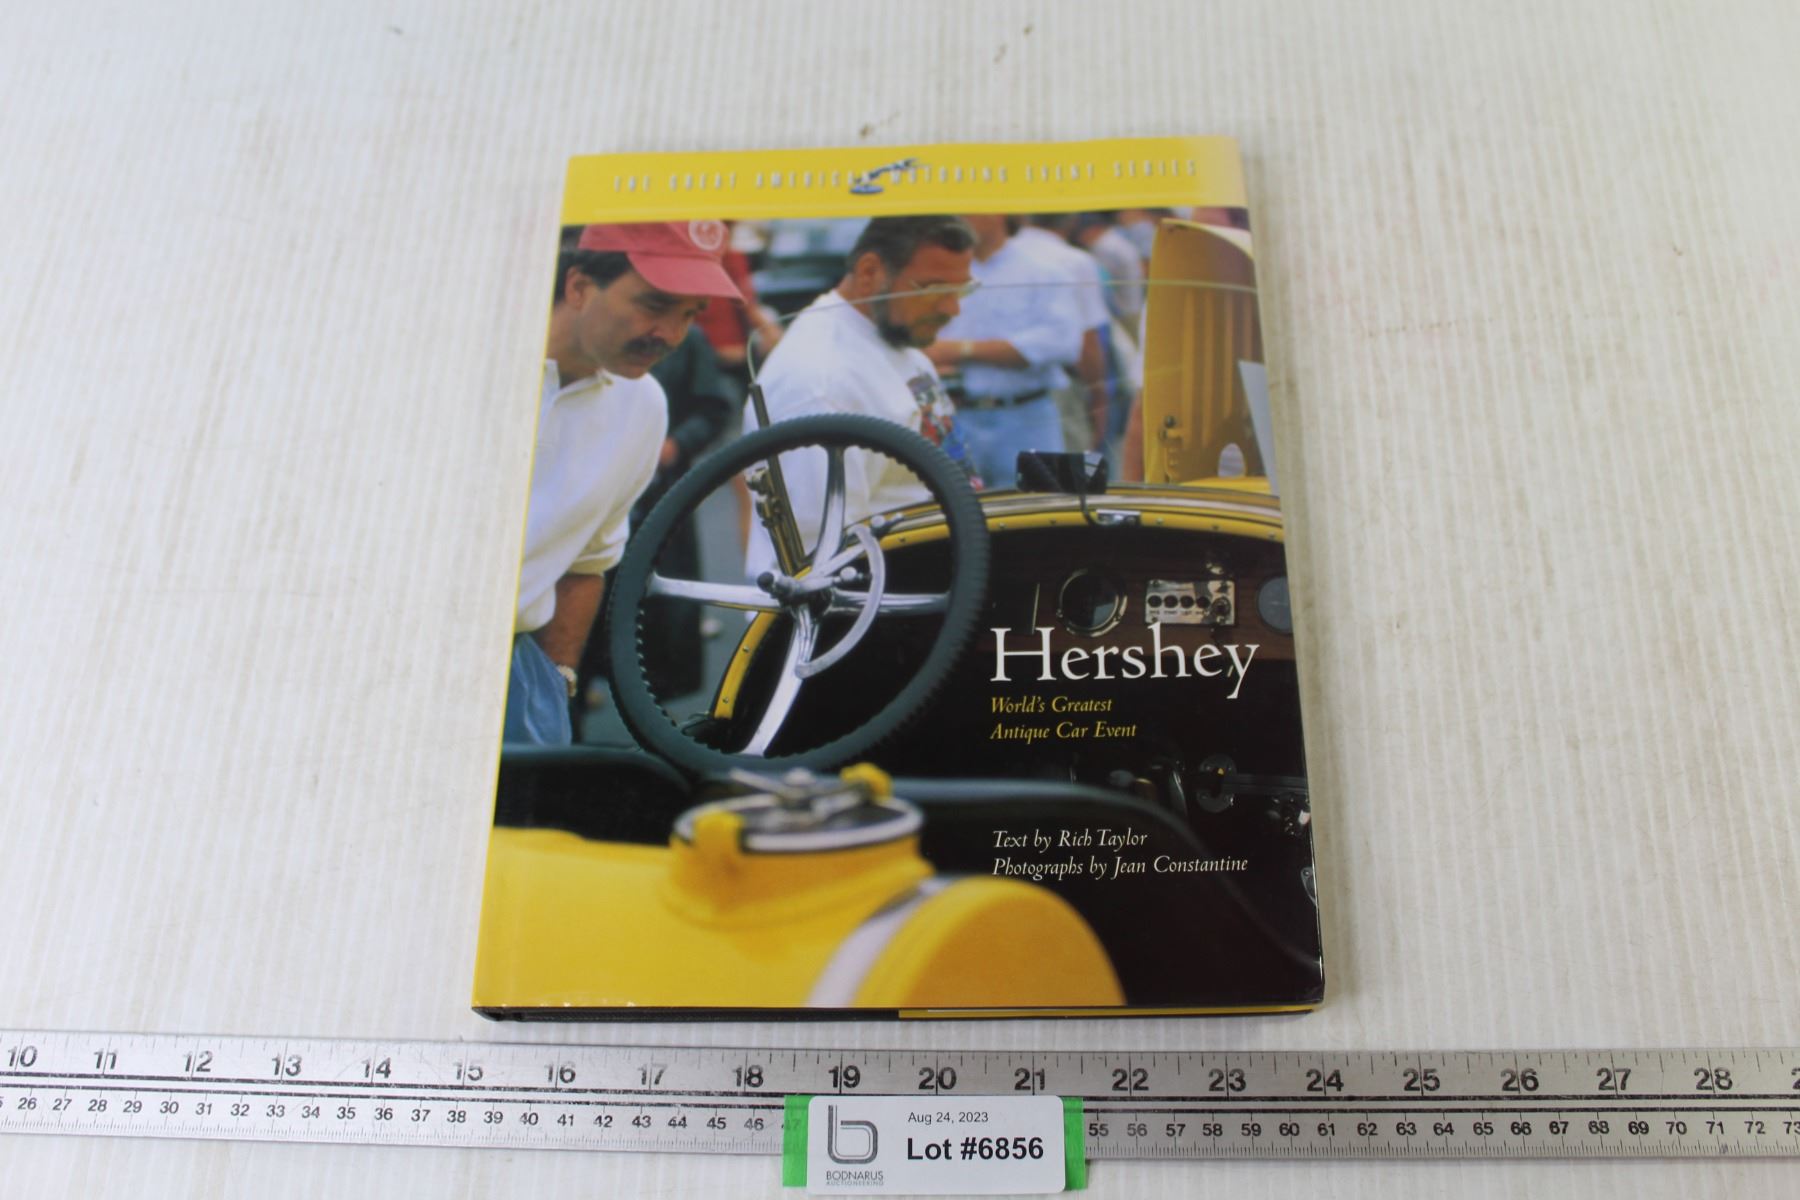 THE GREAT AMERICAN MOTORING EVENT SERIES
Hershey
World's Greatest
Antique Car Event
Text by Rich Taylor
Photographs by Jean Constantine
10 11 12 13 14 15 16 17 18 19 20 21 22 23 24 25 26 27 28
26 27 28 29 30 31 32 33 34 35 36 37 38 39 40 41 42 43 44 45 46 47 55 56 57 58 59 60 61 62 63 64 65 66 67 68 69 70 71 72 73
Aug 24, 2023
Lot #6856
BODNARUS
AUCTIONEERING